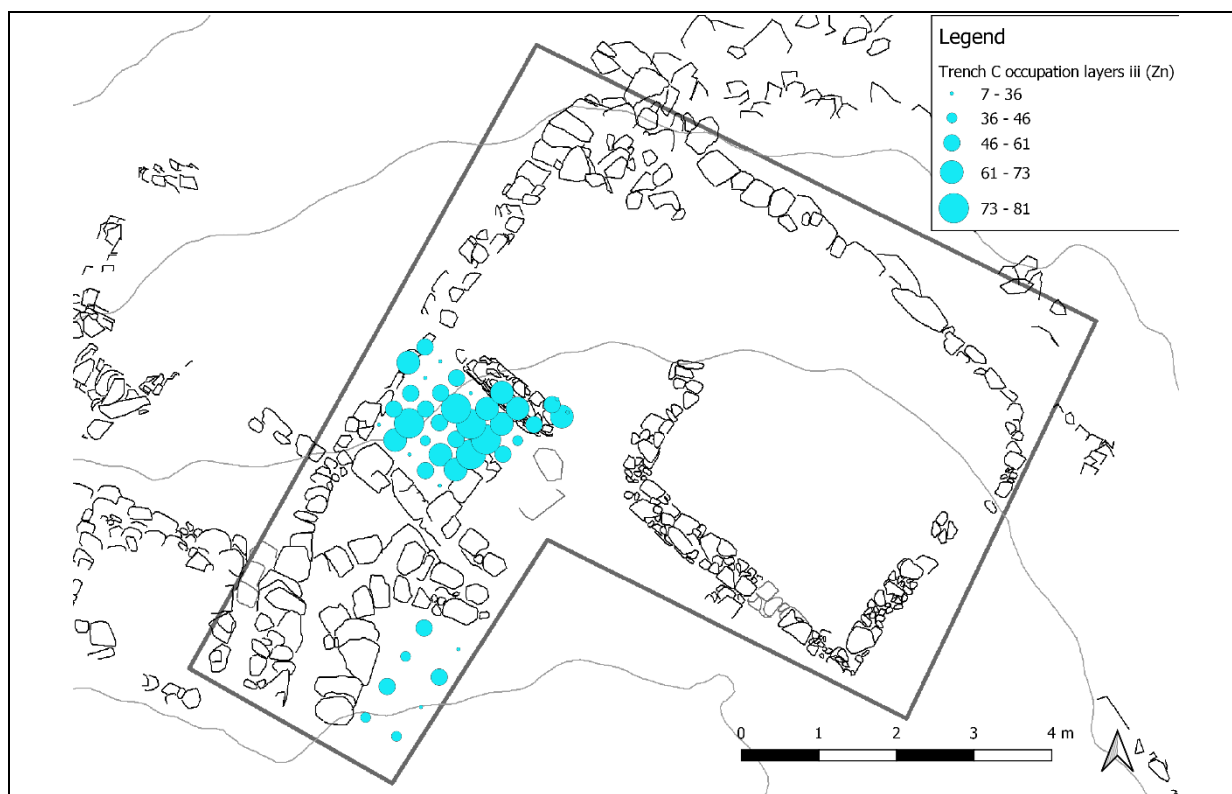 Legend
Trench C occupation layers iii (Zn)
7 - 36
36 - 46
46 - 61
61 - 73
73 - 81
0 1 2 3 4 m